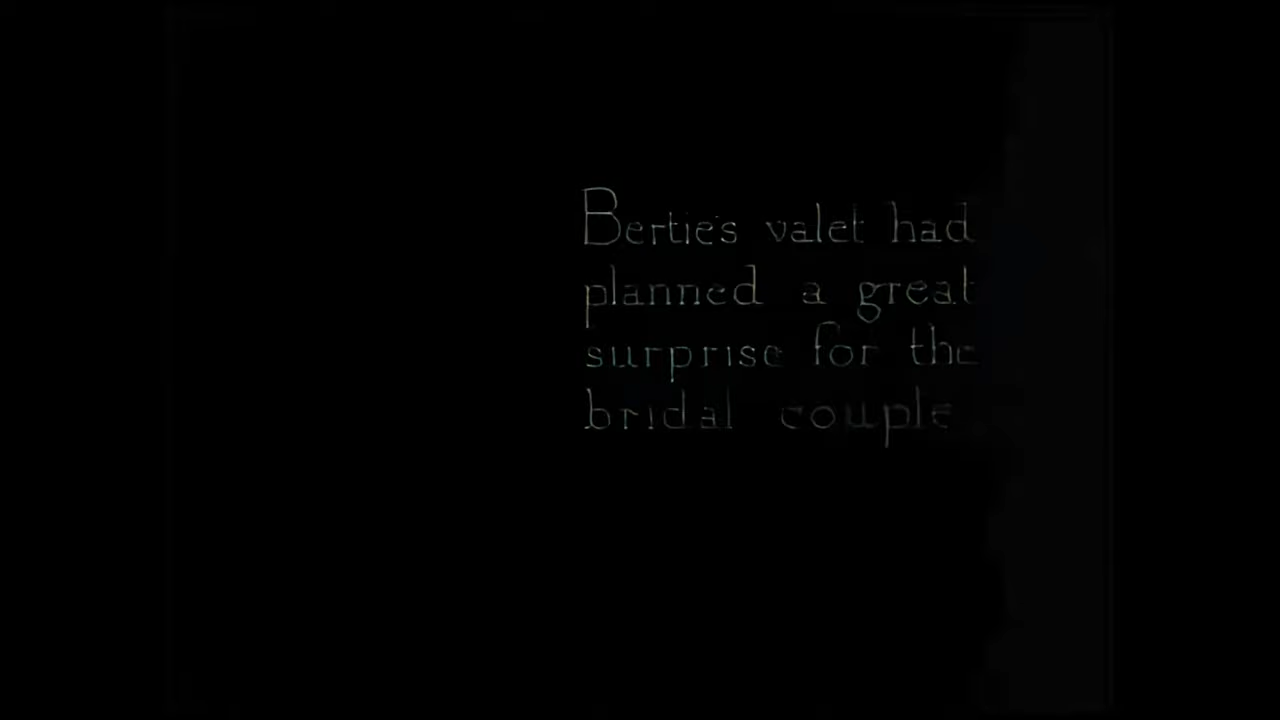 Bertie's valet had
planned a great
surprise for the
bridal couple.